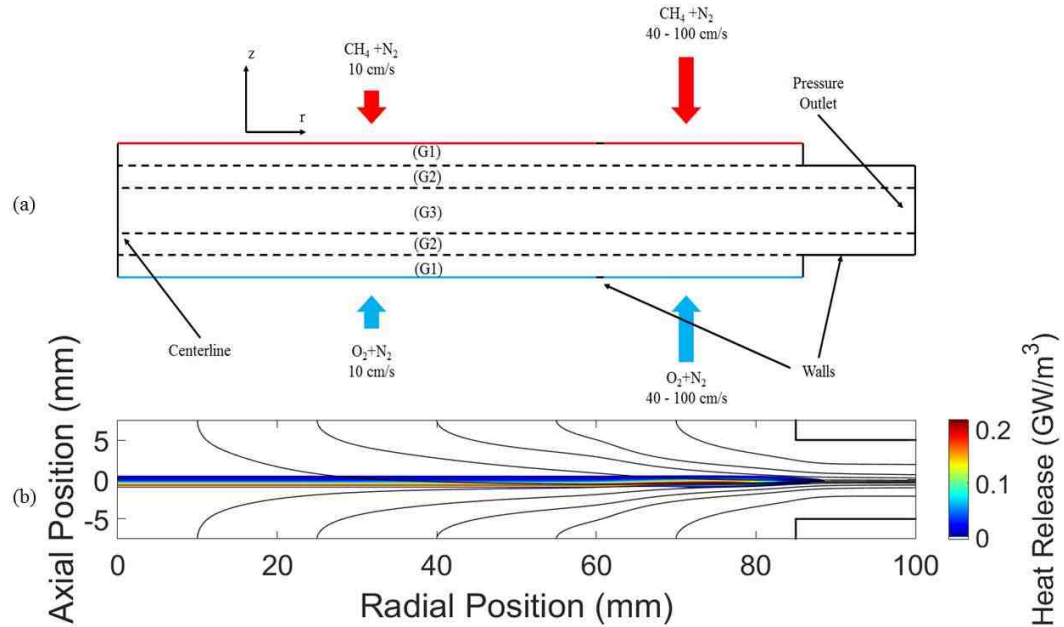 CH4 +N2
40 - 100 cm/s
CH4 +N2
10 cm/s
z
r
Pressure
Outlet
(a)
(G1)
(G2)
(G3)
(G2)
(G1)
Centerline
O2+N2
10 cm/s
O2+N2
40 - 100 cm/s
Walls
(b)
Axial Position (mm)
5
0
-5
0
20
40
60
80
100
Radial Position (mm)
0.2
0.1
0
Heat Release (GW/m3)